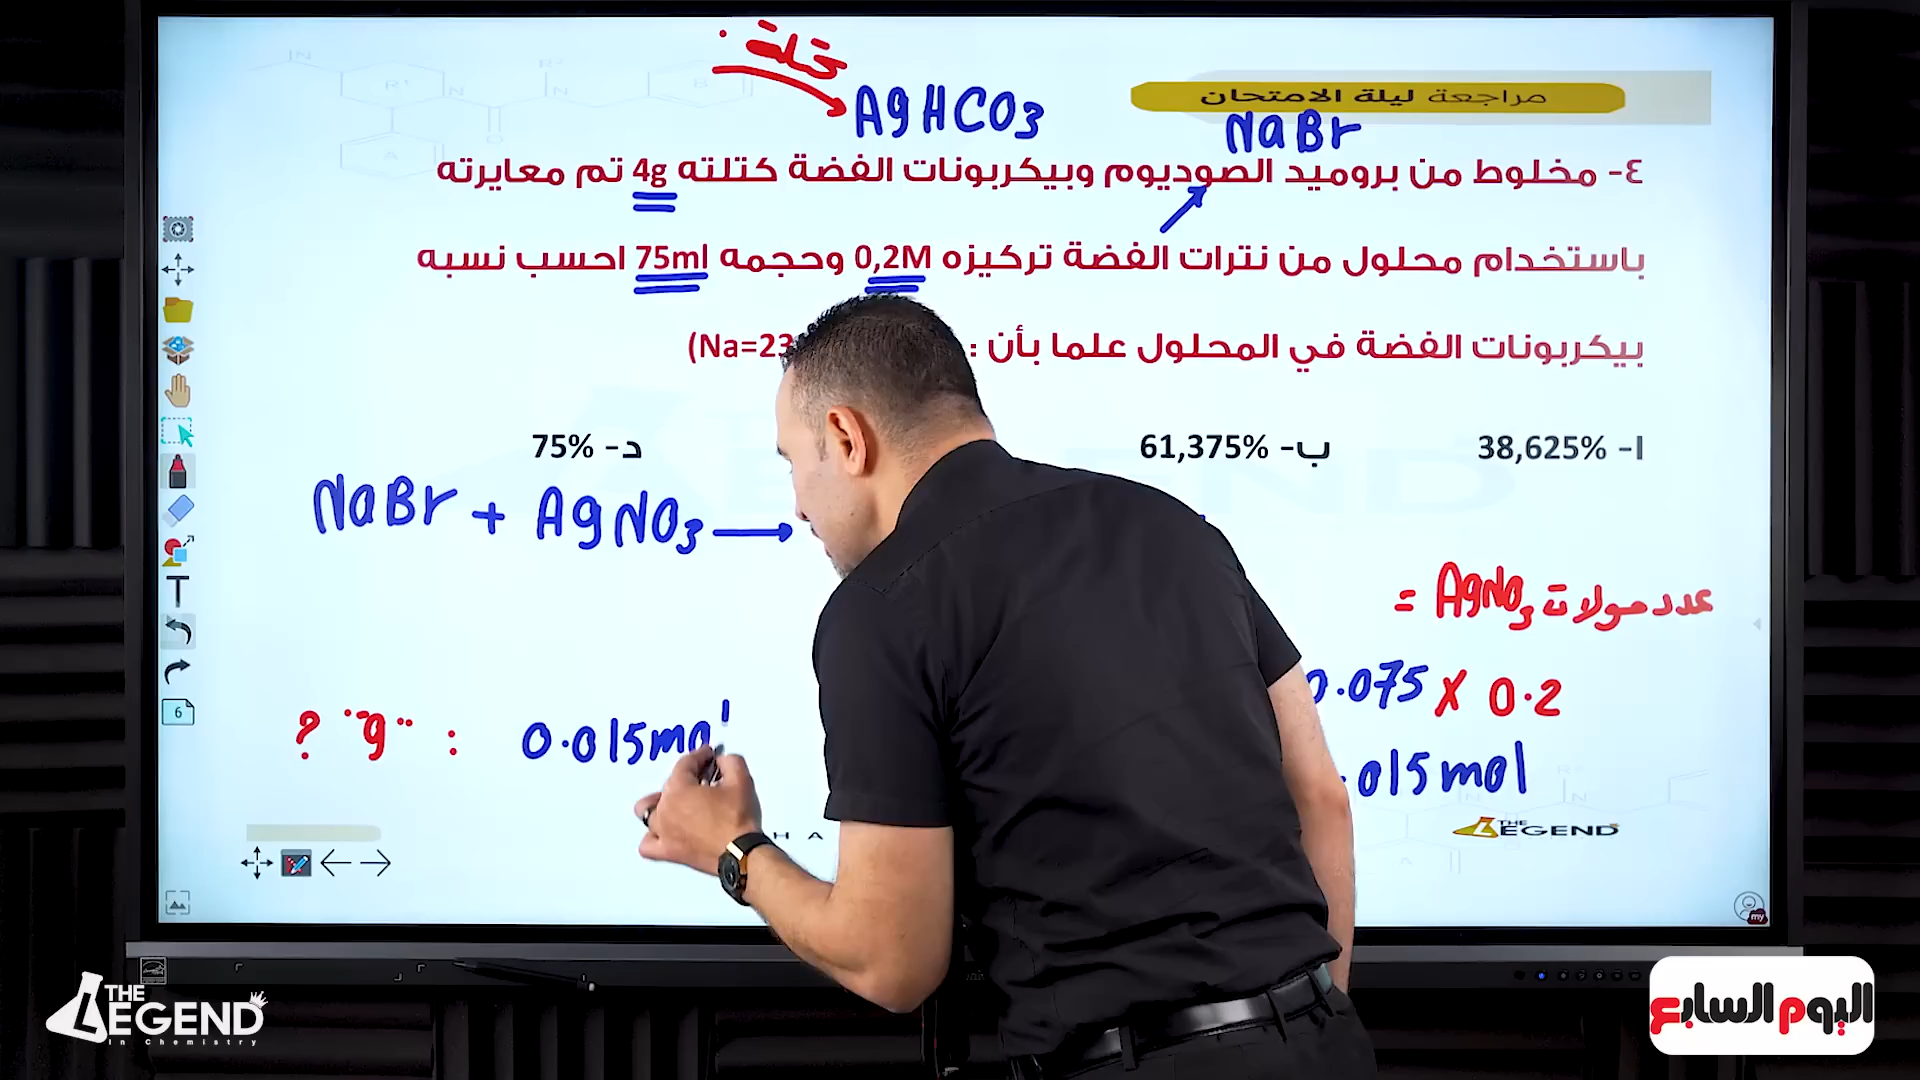 مختلف
AgHCO3
مراجعة ليلة الامتحان
NaBr
٤- مخلوط من بروميد الصوديوم وبيكربونات الفضة كتلته 4g تم معايرته
باستخدام محلول من نترات الفضة تركيزه 0,2M وحجمه 75ml احسب نسبه
بيكربونات الفضة في المحلول علما بأن : (Na=23
ا- 38,625%
ب- 61,375%
د- 75%
NaBr + AgNO3 →
عدد مولات AgNO3 =
0.075 X 0.2
.015mol
? "g" : 0.015mol
THE LEGEND
6
my
THE LEGEND
In Chemistry
اليوم السابع